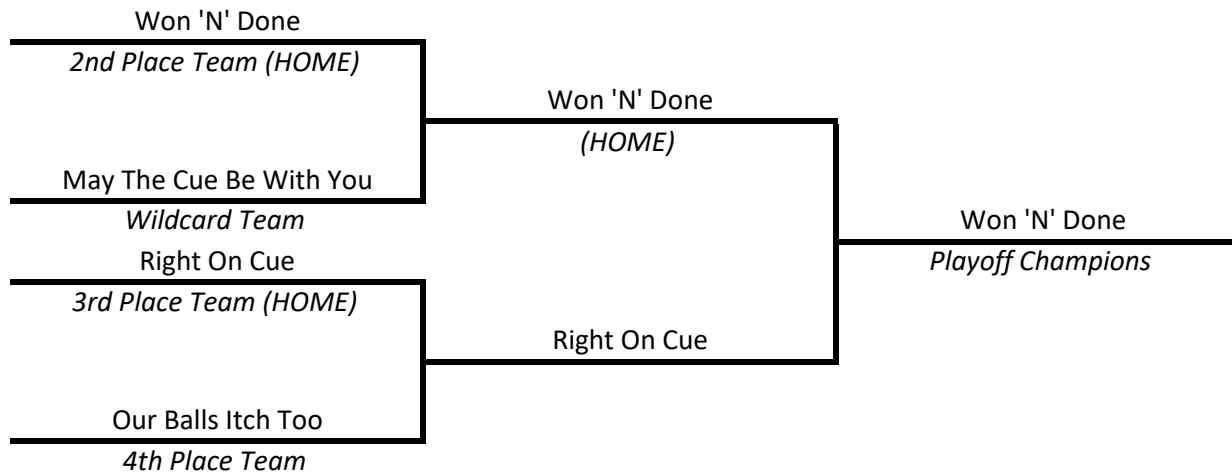 Won 'N' Done
2nd Place Team (HOME)
Won 'N' Done
(HOME)
May The Cue Be With You
Wildcard Team
Won 'N' Done
Playoff Champions
Right On Cue
3rd Place Team (HOME)
Right On Cue
Our Balls Itch Too
4th Place Team